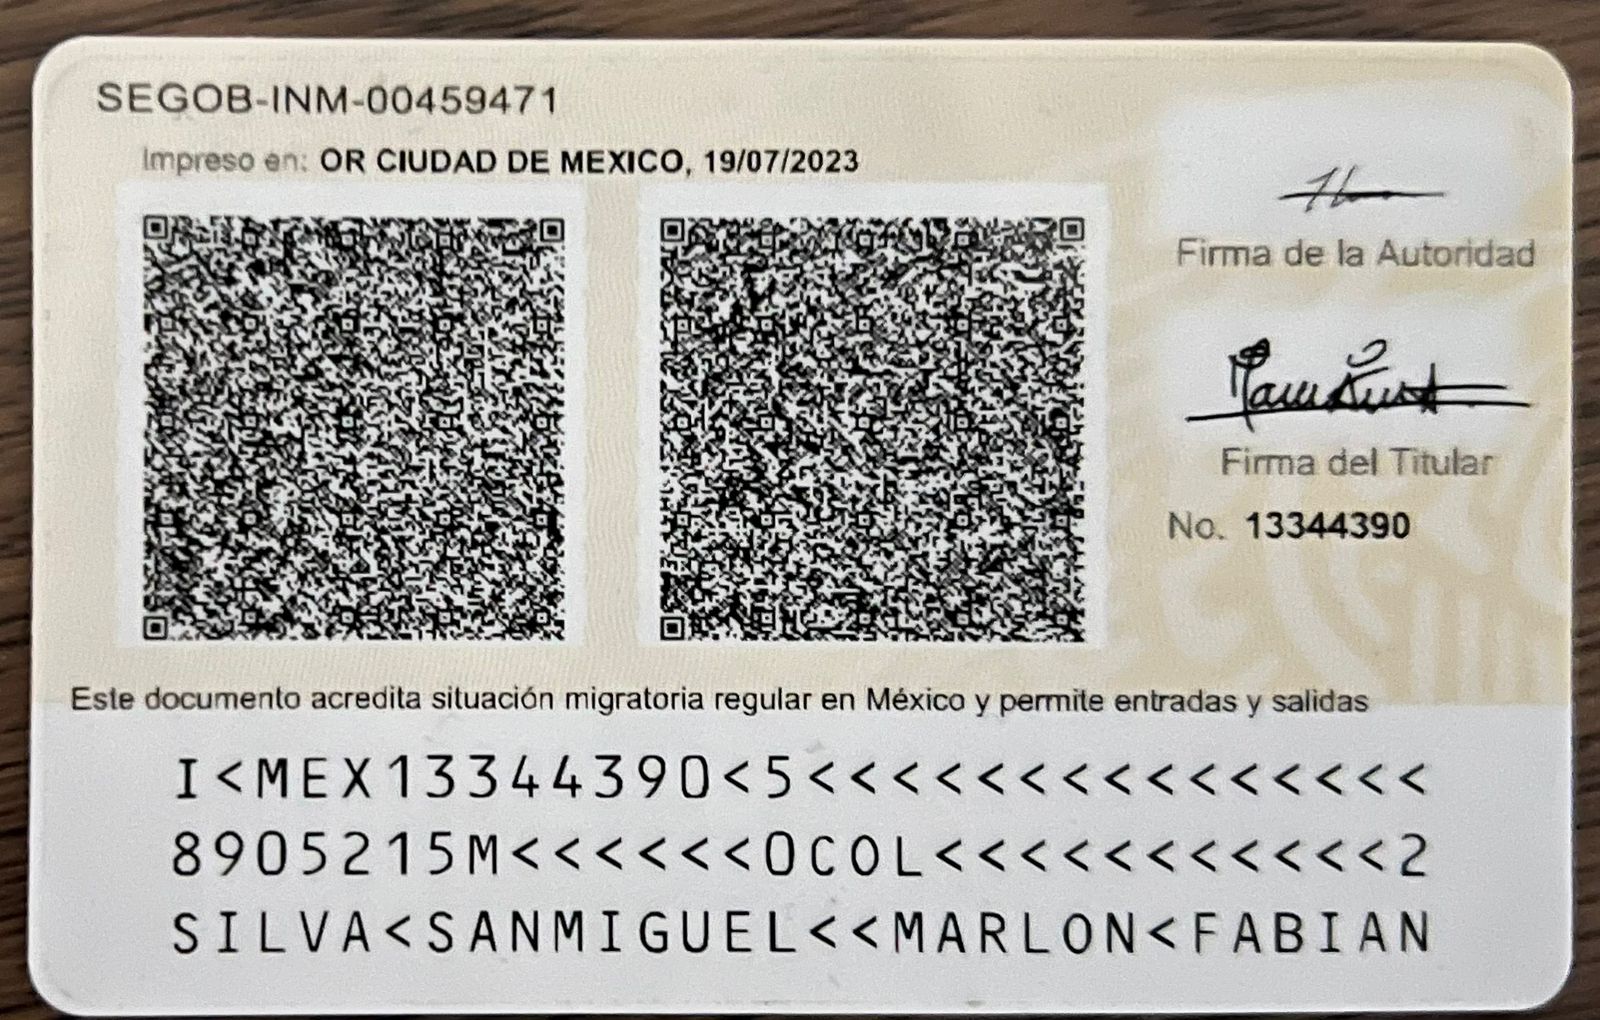 SEGOB-INM-00459471
Impreso en: OR CIUDAD DE MEXICO, 19/07/2023
Firma de la Autoridad
Firma del Titular
No. 13344390
Este documento acredita situación migratoria regular en México y permite entradas y salidas
I<MEX13344390<5<<<<<<<<<<<<<<<
8905215M<<<<<<0COL<<<<<<<<<<<2
SILVA<SANMIGUEL<<MARLON<FABIAN